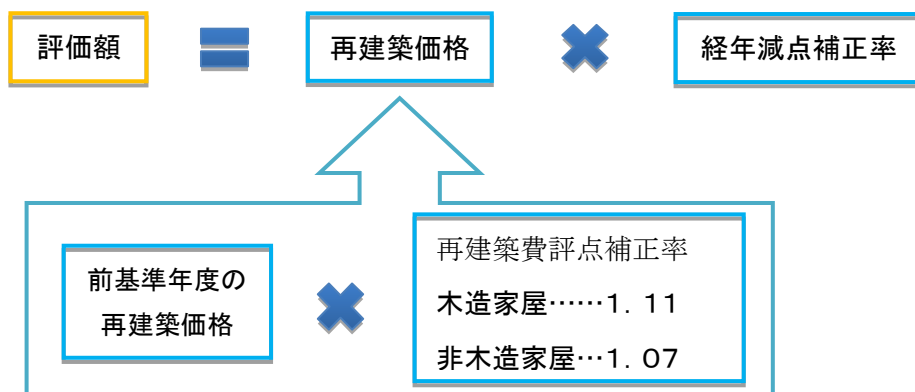 評価額
再建築価格
経年減点補正率
前基準年度の
再建築価格
再建築費評点補正率
木造家屋……1．11
非木造家屋…1．07